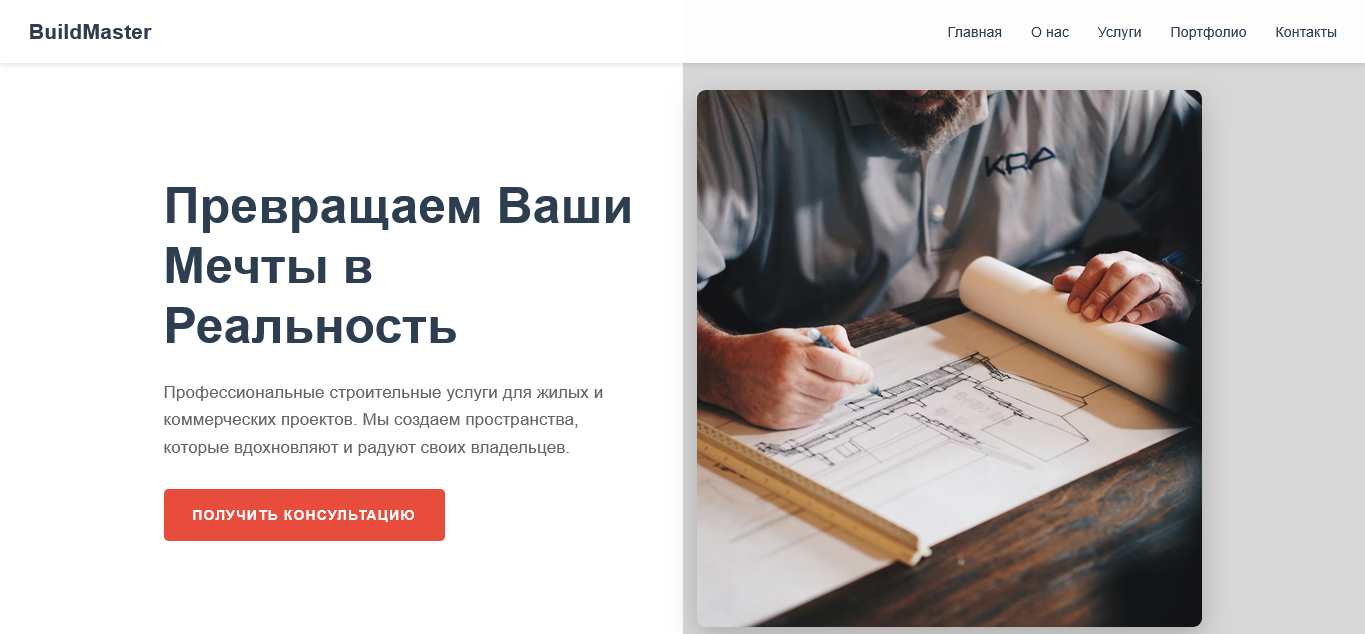 BuildMaster
Главная
О нас
Услуги
Портфолио
Контакты
KRA
Превращаем Ваши
Мечты в
Реальность
Профессиональные строительные услуги для жилых и
коммерческих проектов. Мы создаем пространства,
которые вдохновляют и радуют своих владельцев.
ПОЛУЧИТЬ КОНСУЛЬТАЦИЮ